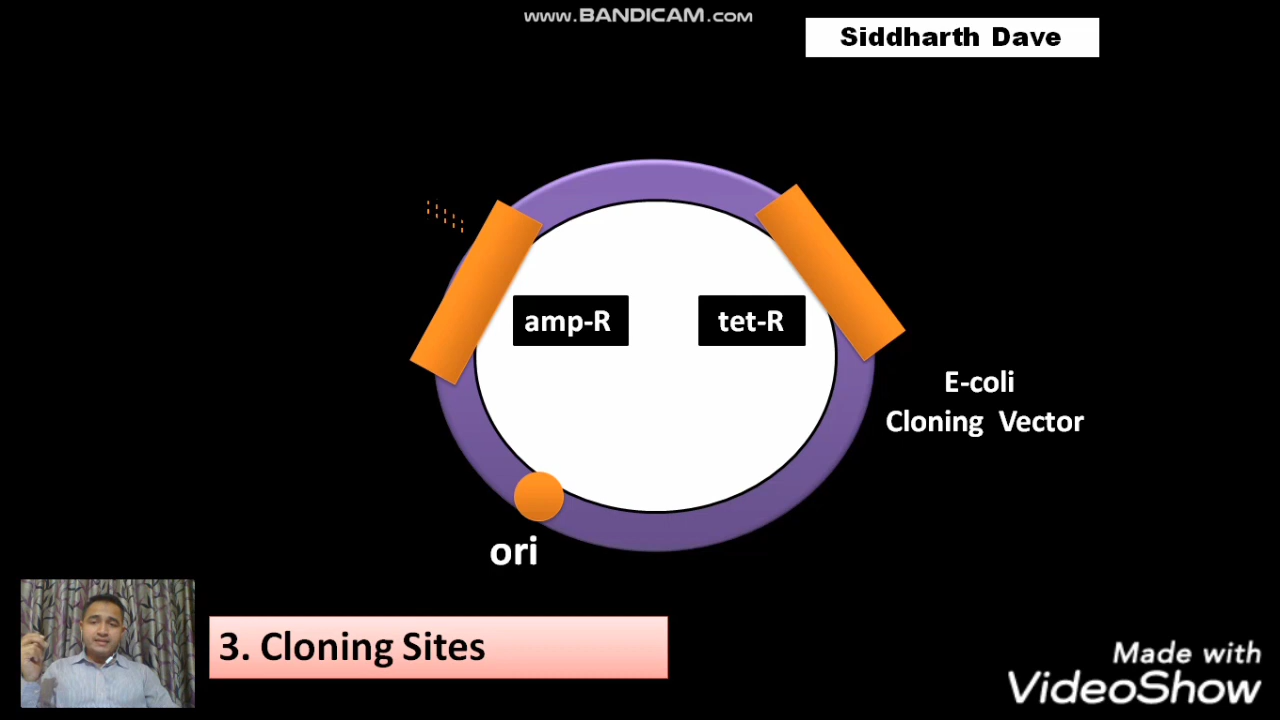 www.BANDICAM.com
Siddharth Dave
amp-R
tet-R
E-coli
Cloning Vector
ori
3. Cloning Sites
Made with
VideoShow